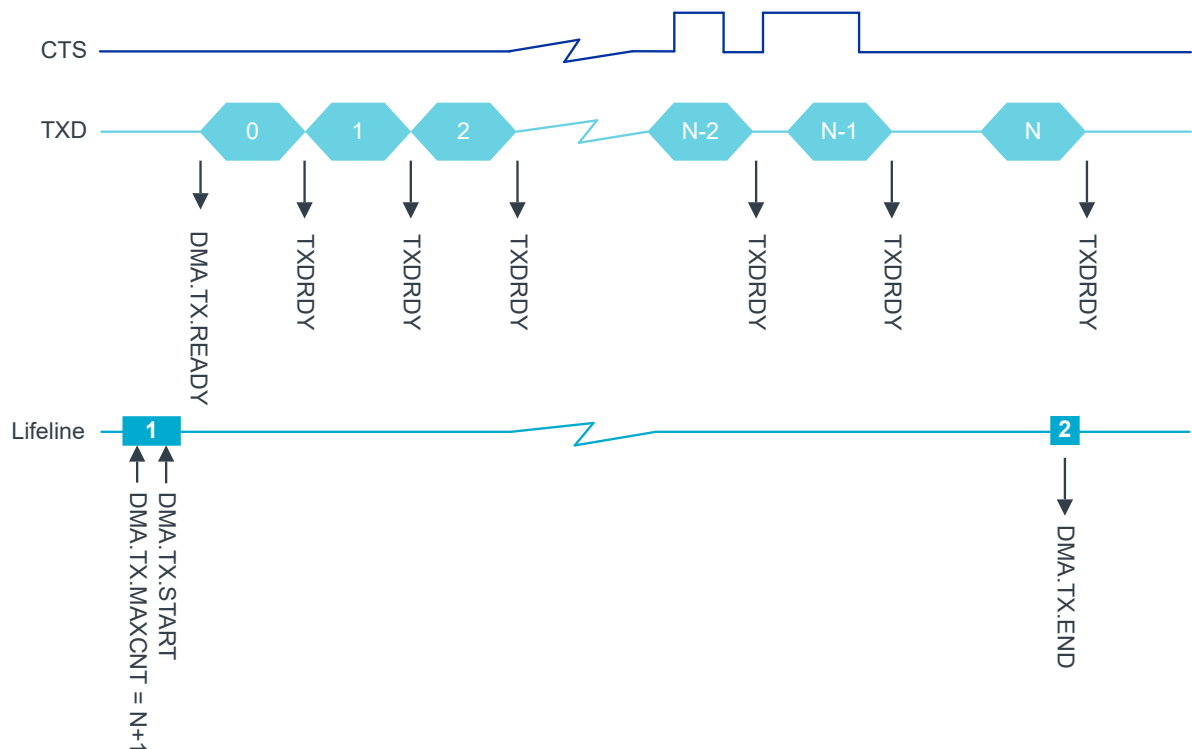 CTS
TXD
0
1
2
N-2
N-1
N
DMA.TX.READY
TXDRDY
TXDRDY
TXDRDY
TXDRDY
TXDRDY
TXDRDY
Lifeline
1
2
DMA.TX.MAXCNT = N+1
DMA.TX.START
DMA.TX.END